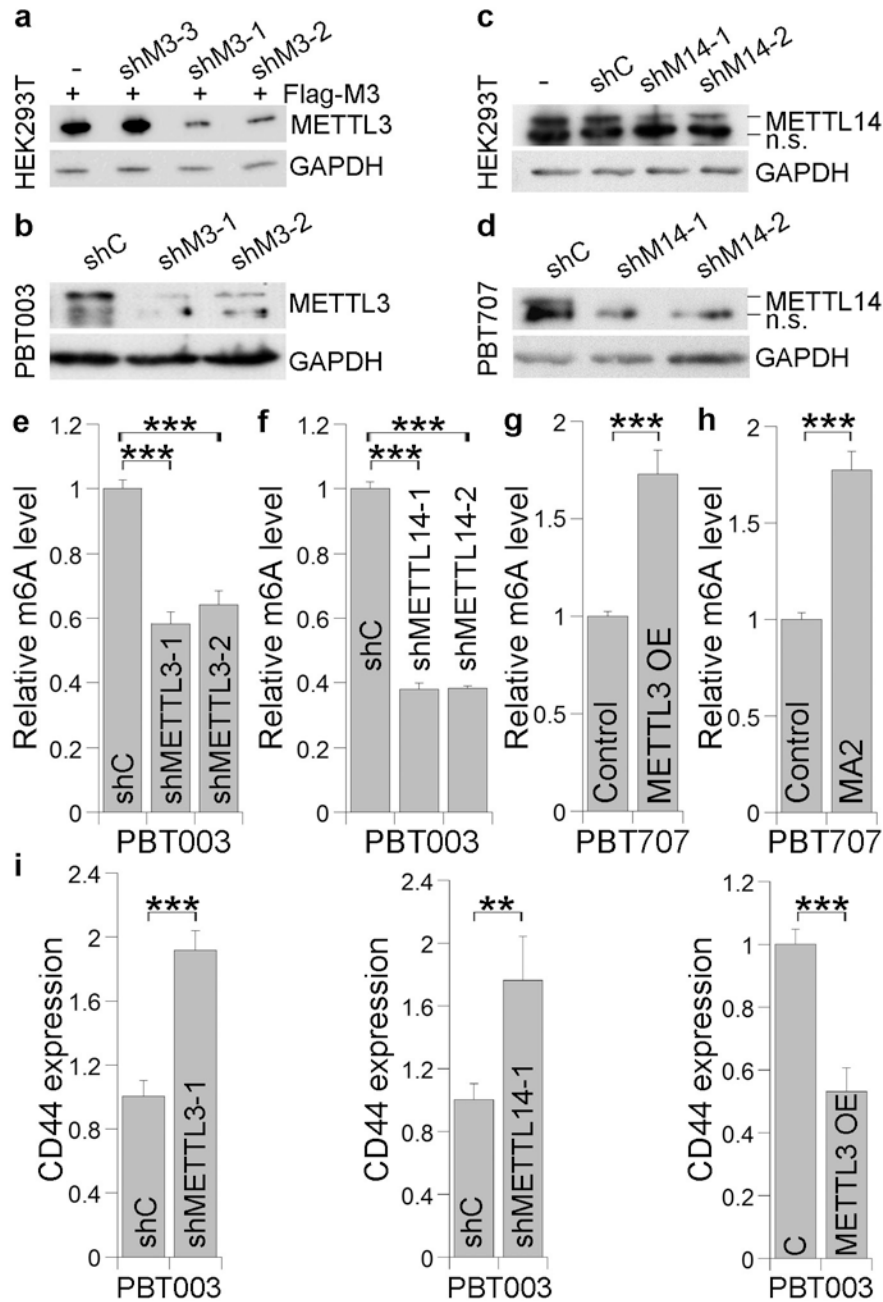 a
HEK293T
- shM3-3 shM3-1 shM3-2
+ + + + Flag-M3
METTL3
GAPDH
c
HEK293T
- shC shM14-1 shM14-2
METTL14
n.s.
GAPDH
b
PBT003
shC shM3-1 shM3-2
METTL3
GAPDH
d
PBT707
shC shM14-1 shM14-2
METTL14
n.s.
GAPDH
e
Relative m6A level
1.2
1
0.8
0.6
0.4
0.2
0
***
***
shC
shMETTL3-1
shMETTL3-2
PBT003
f
Relative m6A level
1.2
1
0.8
0.6
0.4
0.2
0
***
***
shC
shMETTL14-1
shMETTL14-2
PBT003
g
Relative m6A level
2
1.5
1
0.5
0
***
Control
METTL3 OE
PBT707
h
Relative m6A level
2
1.5
1
0.5
0
***
Control
MA2
PBT707
i
CD44 expression
2.4
2
1.6
1.2
0.8
0.4
0
***
shC
shMETTL3-1
PBT003
CD44 expression
2.4
2
1.6
1.2
0.8
0.4
0
**
shC
shMETTL14-1
PBT003
CD44 expression
1.2
1
0.8
0.6
0.4
0.2
0
***
C
METTL3 OE
PBT003